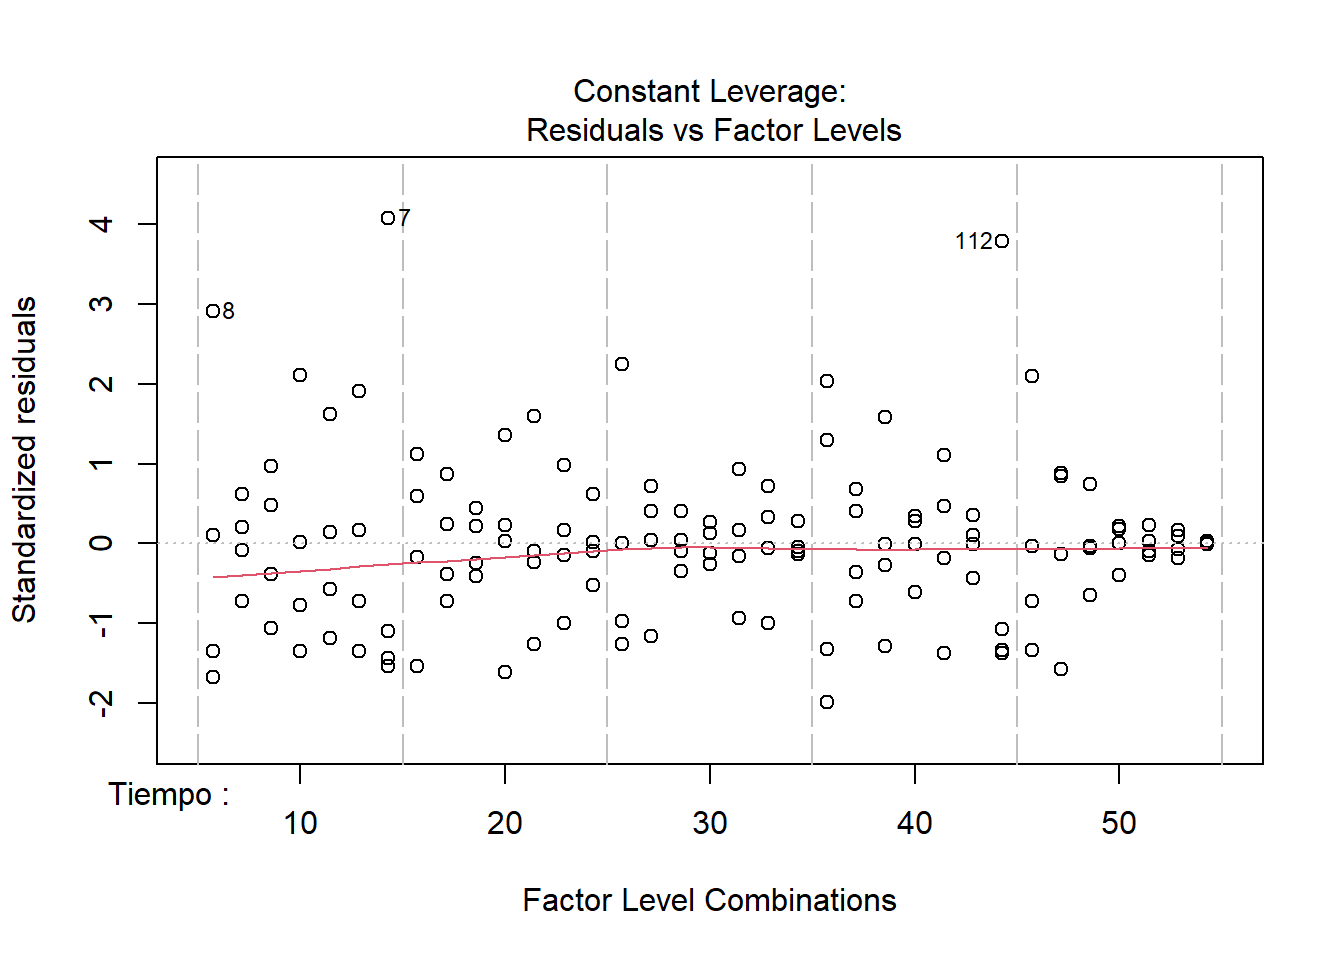 Constant Leverage:
Residuals vs Factor Levels
Standardized residuals
4
3
2
1
0
-1
-2
7
112
8
Tiempo :
10 20 30 40 50
Factor Level Combinations